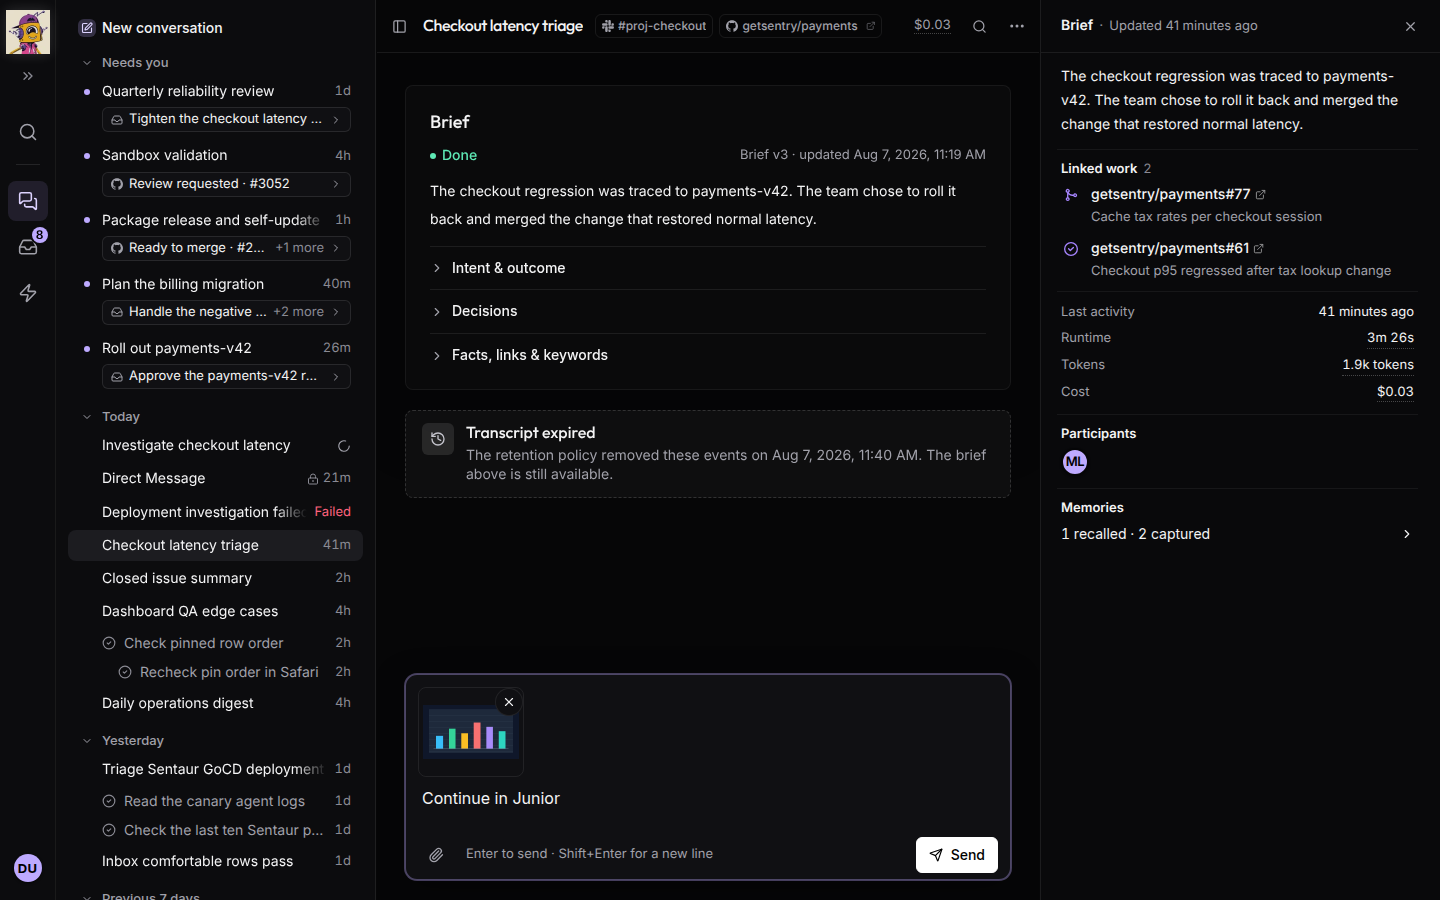 New conversation
Needs you
Quarterly reliability review 1d
Tighten the checkout latency ...
Sandbox validation 4h
Review requested · #3052
Package release and self-update 1h
Ready to merge · #2... +1 more
8
Plan the billing migration 40m
Handle the negative ... +2 more
Roll out payments-v42 26m
Approve the payments-v42 r...
Today
Investigate checkout latency
Direct Message 21m
Deployment investigation failed Failed
Checkout latency triage 41m
Closed issue summary 2h
Dashboard QA edge cases 4h
Check pinned row order 2h
Recheck pin order in Safari 2h
Daily operations digest 4h
Yesterday
Triage Sentaur GoCD deployment 1d
Read the canary agent logs 1d
Check the last ten Sentaur p... 1d
Inbox comfortable rows pass 1d
Previous 7 days
DU
Checkout latency triage #proj-checkout getsentry/payments $0.03
Brief
Done Brief v3 · updated Aug 7, 2026, 11:19 AM
The checkout regression was traced to payments-v42. The team chose to roll it
back and merged the change that restored normal latency.
Intent & outcome
Decisions
Facts, links & keywords
Transcript expired
The retention policy removed these events on Aug 7, 2026, 11:40 AM. The brief
above is still available.
Continue in Junior
Enter to send · Shift+Enter for a new line
Send
Brief · Updated 41 minutes ago
The checkout regression was traced to payments-
v42. The team chose to roll it back and merged the
change that restored normal latency.
Linked work 2
getsentry/payments#77
Cache tax rates per checkout session
getsentry/payments#61
Checkout p95 regressed after tax lookup change
Last activity 41 minutes ago
Runtime 3m 26s
Tokens 1.9k tokens
Cost $0.03
Participants
ML
Memories
1 recalled · 2 captured